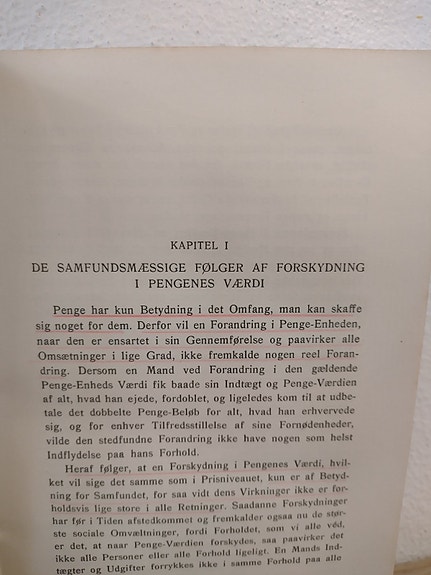 KAPITEL I
DE SAMFUNDSMÆSSIGE FØLGER AF FORSKYDNING
I PENGENES VÆRDI
Penge har kun Betydning i det Omfang, man kan skaffe
sig noget for dem. Derfor vil en Forandring i Penge-Enheden,
naar den er ensartet i sin Gennemførelse og paavirker alle
Omsætninger i lige Grad, ikke fremkalde nogen reel Foran-
dring. Dersom en Mand ved Forandring i den gældende
Penge-Enheds Værdi fik baade sin Indtægt og Penge-Værdien
af alt, hvad han ejede, fordoblet, og ligeledes kom til at udbe-
tale det dobbelte Penge-Beløb for alt, hvad han erhvervede
sig, og for enhver Tilfredsstillelse af sine Fornødenheder,
vilde den stedfundne Forandring ikke have nogen som helst
Indflydelse paa hans Forhold.
Heraf følger, at en Forskydning i Pengenes Værdi, hvil-
ket vil sige det samme som i Prisniveauet, kun er af Betyd-
ning for Samfundet, for saa vidt dens Virkninger ikke er for-
holdsvis lige store i alle Retninger. Saadanne Forskydninger
har før i Tiden afstedkommet og fremkalder ogsaa nu de stør-
ste sociale Omvæltninger, fordi Forholdet, som vi alle véd,
er det, at naar Penge-Værdien forskydes, saa paavirker det
ikke alle Personer eller alle Forhold ligeligt. En Mands Ind-
tægter og Udgifter forrykkes ikke i samme Forhold paa alle